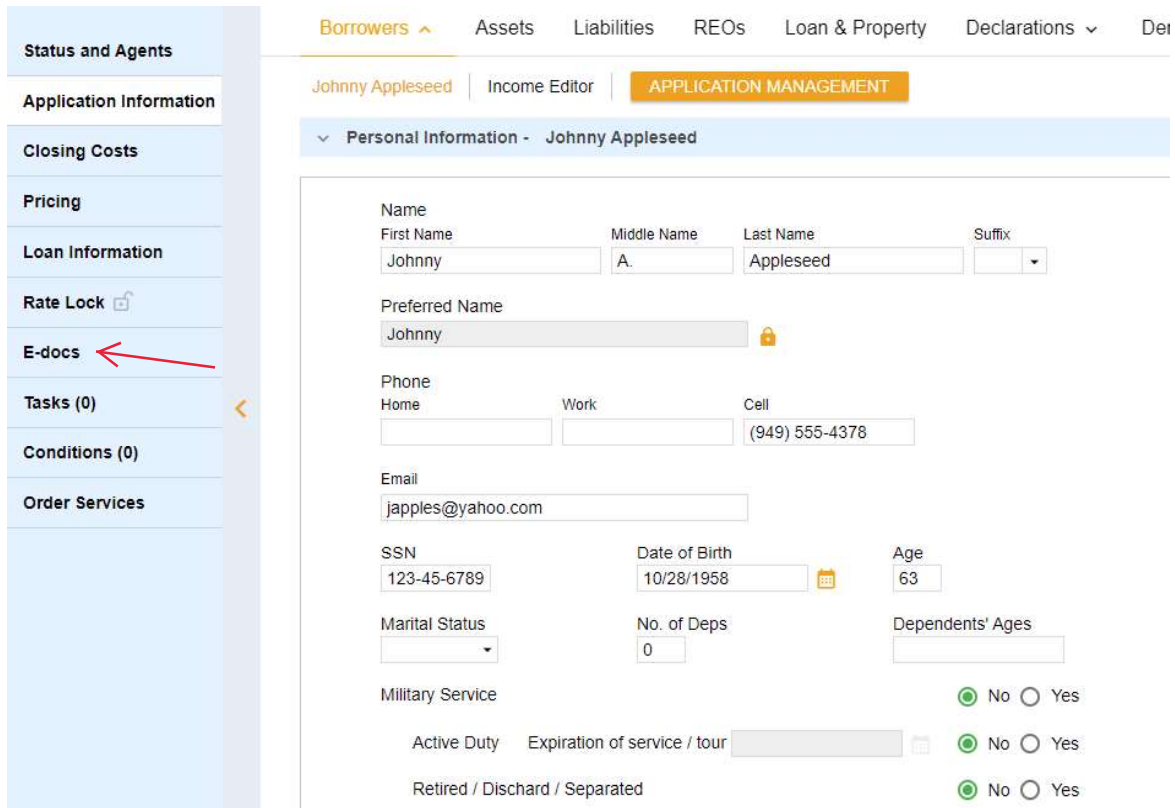 Status and Agents
Application Information
Closing Costs
Pricing
Loan Information
Rate Lock
E-docs
Tasks (0)
Conditions (0)
Order Services
Borrowers Assets Liabilities REOs Loan & Property Declarations
Johnny Appleseed Income Editor APPLICATION MANAGEMENT
Personal Information - Johnny Appleseed
Name
First Name Middle Name Last Name Suffix
Johnny A. Appleseed
Preferred Name
Johnny
Phone
Home Work Cell
(949) 555-4378
Email
japples@yahoo.com
SSN Date of Birth Age
123-45-6789 10/28/1958 63
Marital Status No. of Deps Dependents' Ages
0
Military Service No Yes
Active Duty Expiration of service / tour No Yes
Retired / Dischard / Separated No Yes